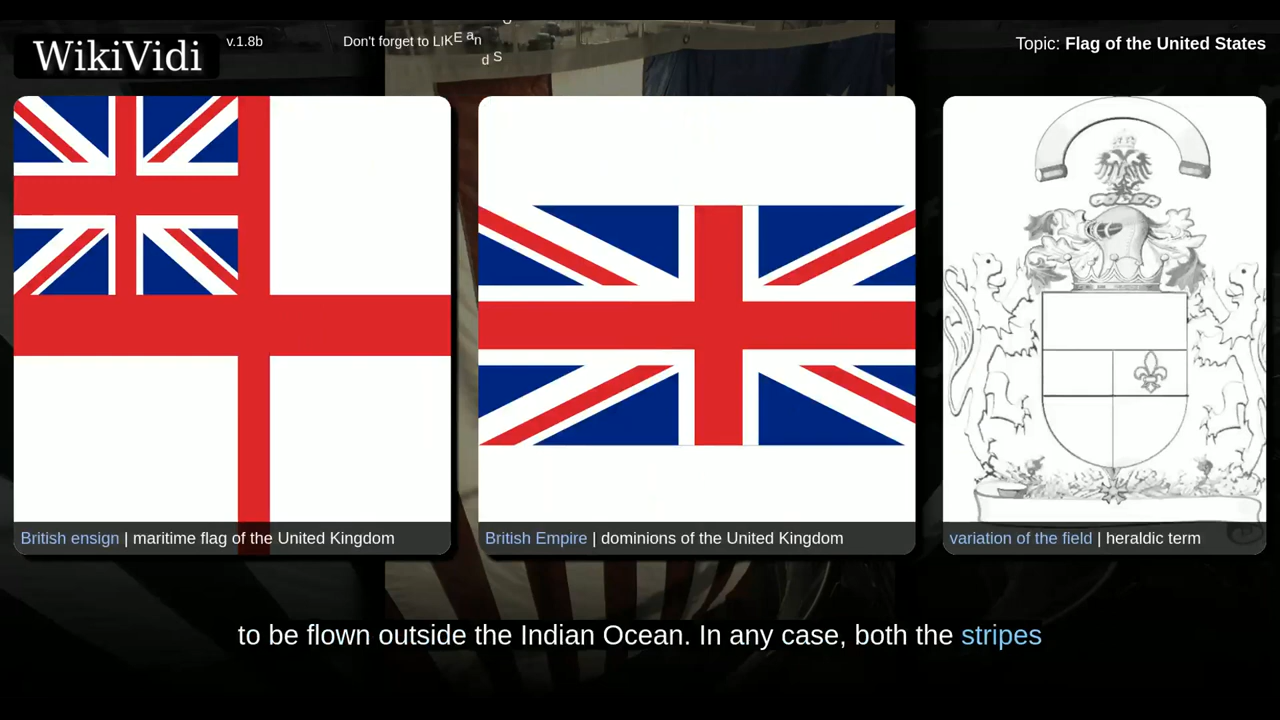 WikiVidi
v.1.8b
Don't forget to LIKE an
d S
Topic: Flag of the United States
British ensign | maritime flag of the United Kingdom
British Empire | dominions of the United Kingdom
variation of the field | heraldic term
to be flown outside the Indian Ocean. In any case, both the stripes